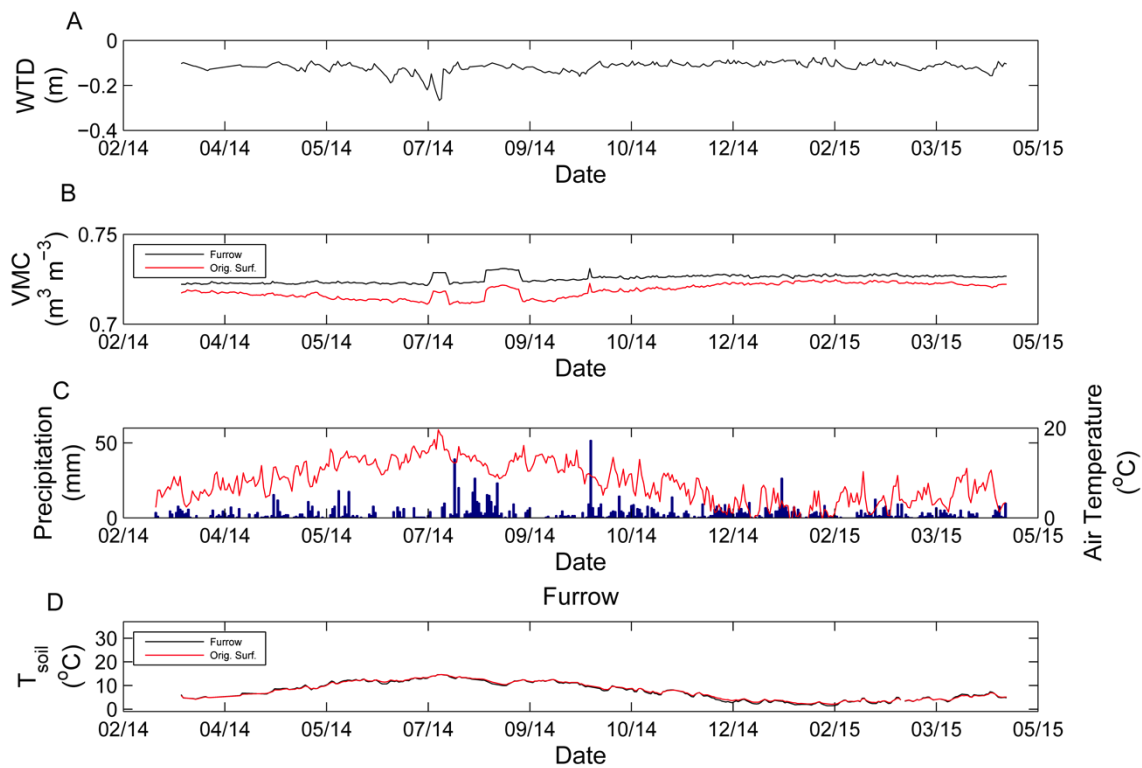 A
0
−0.2
−0.4
WTD
(m)
02/14 04/14 05/14 07/14 09/14 10/14 12/14 02/15 03/15 05/15
Date
B
0.75
0.7
VMC
(m³ m⁻³)
Furrow
Orig. Surf.
02/14 04/14 05/14 07/14 09/14 10/14 12/14 02/15 03/15 05/15
Date
C
50
0
Precipitation
(mm)
20
0
Air Temperature
(°C)
02/14 04/14 05/14 07/14 09/14 10/14 12/14 02/15 03/15 05/15
Date
Furrow
D
30
20
10
0
T_soil
(°C)
Furrow
Orig. Surf.
02/14 04/14 05/14 07/14 09/14 10/14 12/14 02/15 03/15 05/15
Date